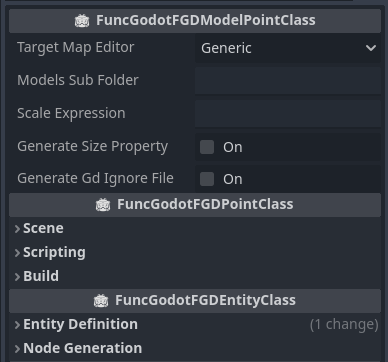 FuncGodotFGDModelPointClass
Target Map Editor Generic
Models Sub Folder
Scale Expression
Generate Size Property On
Generate Gd Ignore File On
FuncGodotFGDPointClass
Scene
Scripting
Build
FuncGodotFGDEntityClass
Entity Definition (1 change)
Node Generation